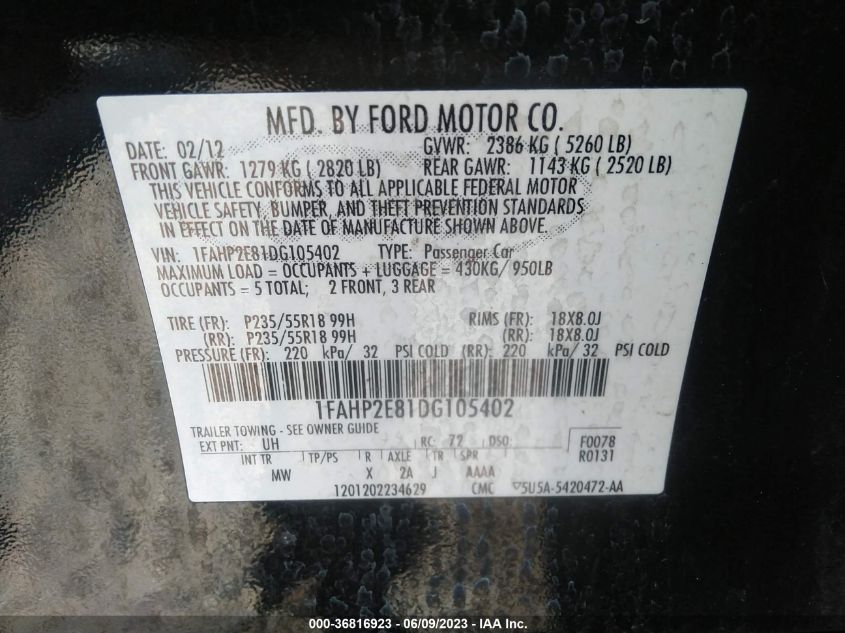 MFD. BY FORD MOTOR CO.
DATE: 02/12 GVWR: 2386 KG ( 5260 LB)
FRONT GAWR: 1279 KG ( 2820 LB) REAR GAWR: 1143 KG ( 2520 LB)
THIS VEHICLE CONFORMS TO ALL APPLICABLE FEDERAL MOTOR
VEHICLE SAFETY, BUMPER, AND THEFT PREVENTION STANDARDS
IN EFFECT ON THE DATE OF MANUFACTURE SHOWN ABOVE.
VIN: 1FAHP2E81DG105402 TYPE: Passenger Car
MAXIMUM LOAD = OCCUPANTS + LUGGAGE = 430KG/ 950LB
OCCUPANTS = 5 TOTAL; 2 FRONT, 3 REAR
TIRE (FR): P235/55R18 99H RIMS (FR): 18X8.0J
(RR): P235/55R18 99H (RR): 18X8.0J
PRESSURE (FR): 220 kPa/ 32 PSI COLD (RR): 220 kPa/ 32 PSI COLD
1FAHP2E81DG105402
TRAILER TOWING - SEE OWNER GUIDE
EXT PNT: UH RC: 72 DSO: F0078
INT TR TP/PS R AXLE TR SPR R0131
MW X 2A J AAAA
1201202234629 CMC ▽5U5A-5420472-AA
000-36816923 - 06/09/2023 - IAA Inc.